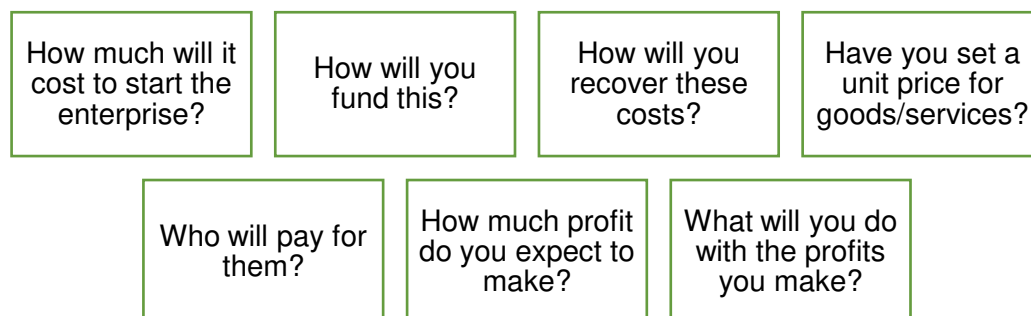 How much will it
cost to start the
enterprise?
How will you
fund this?
How will you
recover these
costs?
Have you set a
unit price for
goods/services?
Who will pay for
them?
How much profit
do you expect to
make?
What will you do
with the profits
you make?